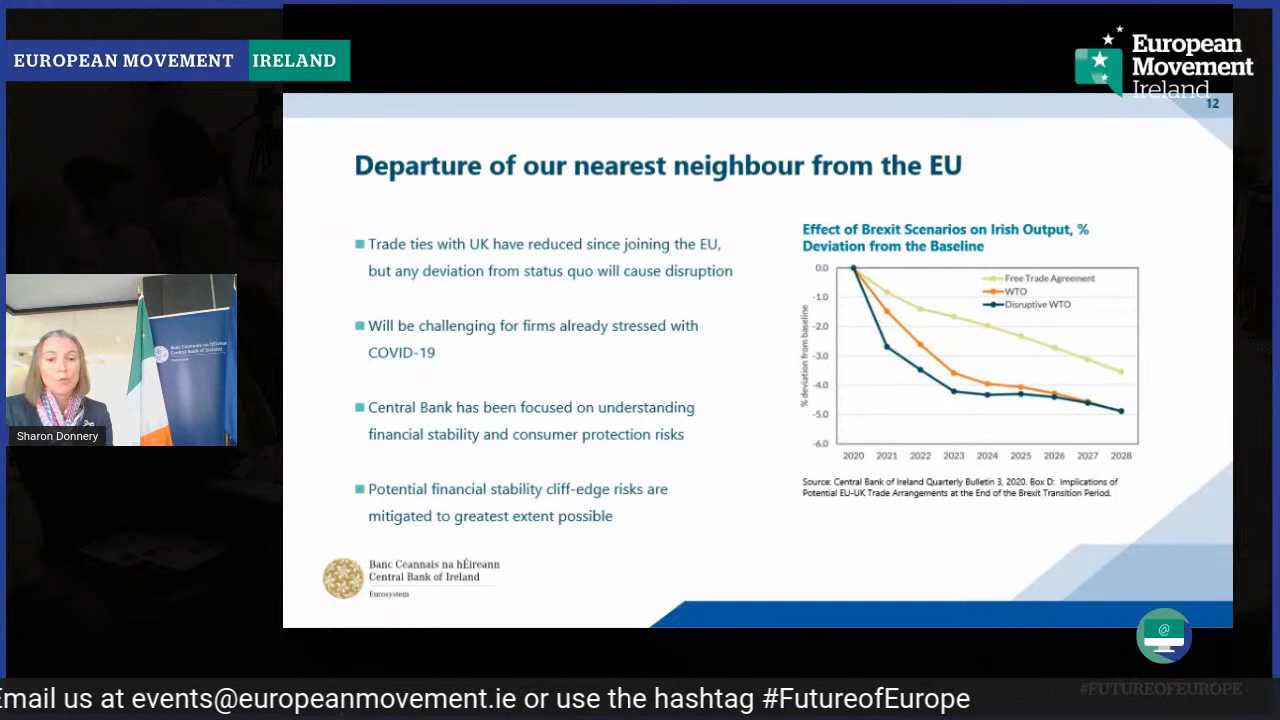 EUROPEAN MOVEMENT IRELAND
European
Movement
Ireland
12
Departure of our nearest neighbour from the EU
Trade ties with UK have reduced since joining the EU,
but any deviation from status quo will cause disruption
Will be challenging for firms already stressed with
COVID-19
Central Bank has been focused on understanding
financial stability and consumer protection risks
Potential financial stability cliff-edge risks are
mitigated to greatest extent possible
Effect of Brexit Scenarios on Irish Output, %
Deviation from the Baseline
% deviation from baseline
0.0
-1.0
-2.0
-3.0
-4.0
-5.0
-6.0
Free Trade Agreement
WTO
Disruptive WTO
2020 2021 2022 2023 2024 2025 2026 2027 2028
Source: Central Bank of Ireland Quarterly Bulletin 3, 2020. Box D: Implications of
Potential EU-UK Trade Arrangements at the End of the Brexit Transition Period.
Banc Ceannais na hÉireann
Central Bank of Ireland
Eurosystem
Banc Ceannais na hÉireann
Central Bank of Ireland
Sharon Donnery
@
#FUTUREOFEUROPE
Email us at events@europeanmovement.ie or use the hashtag #FutureofEurope